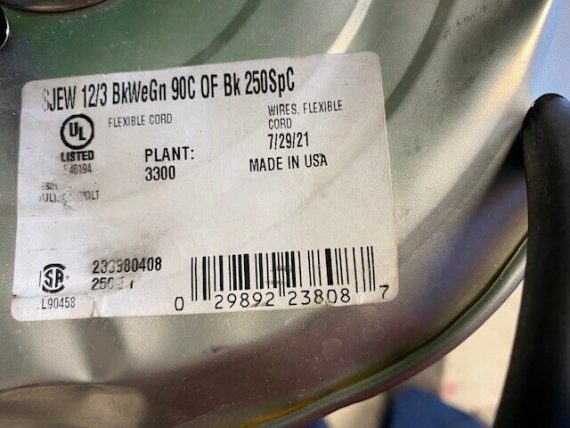 SJEW 12/3 BkWeGn 90C OF Bk 250SpC
UL
LISTED
FLEXIBLE CORD
PLANT:
3300
WIRES, FLEXIBLE
CORD
7/29/21
MADE IN USA
SA
L90458
0 29892 23808 7